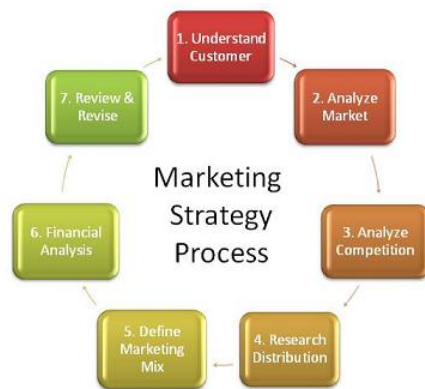 1. Understand
Customer
2. Analyze
Market
3. Analyze
Competition
4. Research
Distribution
5. Define
Marketing
Mix
6. Financial
Analysis
7. Review &
Revise
Marketing
Strategy
Process